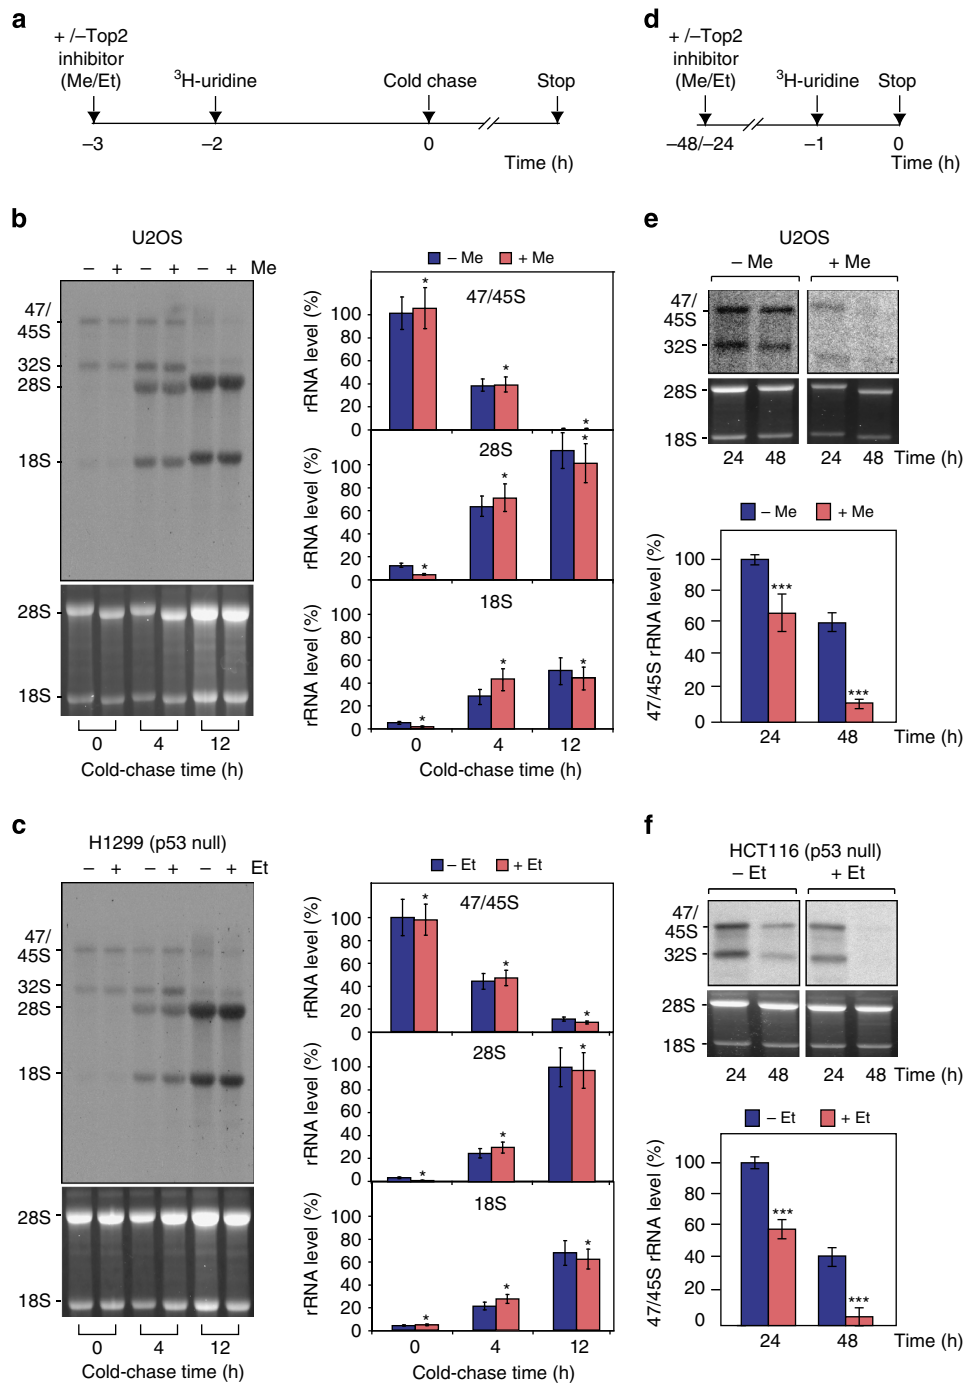 a
+ /–Top2
inhibitor
(Me/Et)
³H-uridine
Cold chase
Stop
–3
–2
0
Time (h)
d
+ /–Top2
inhibitor
(Me/Et)
³H-uridine
Stop
–48/–24
–1
0
Time (h)
b
U2OS
– + – + – + Me
47/
45S
32S
28S
18S
28S
18S
0 4 12
Cold-chase time (h)
– Me + Me
47/45S
rRNA level (%)
100
80
60
40
20
0
*
*
*
28S
rRNA level (%)
100
80
60
40
20
0
*
*
*
18S
rRNA level (%)
100
80
60
40
20
0
*
*
*
0 4 12
Cold-chase time (h)
e
U2OS
– Me + Me
47/
45S
32S
28S
18S
24 48 24 48 Time (h)
– Me + Me
47/45S rRNA level (%)
100
80
60
40
20
0
***
***
24 48 Time (h)
c
H1299 (p53 null)
– + – + – + Et
47/
45S
32S
28S
18S
28S
18S
0 4 12
Cold-chase time (h)
– Et + Et
47/45S
rRNA level (%)
100
80
60
40
20
0
*
*
*
28S
rRNA level (%)
100
80
60
40
20
0
*
*
*
18S
rRNA level (%)
100
80
60
40
20
0
*
*
*
0 4 12
Cold-chase time (h)
f
HCT116 (p53 null)
– Et + Et
47/
45S
32S
28S
18S
24 48 24 48 Time (h)
– Et + Et
47/45S rRNA level (%)
100
80
60
40
20
0
***
***
24 48 Time (h)